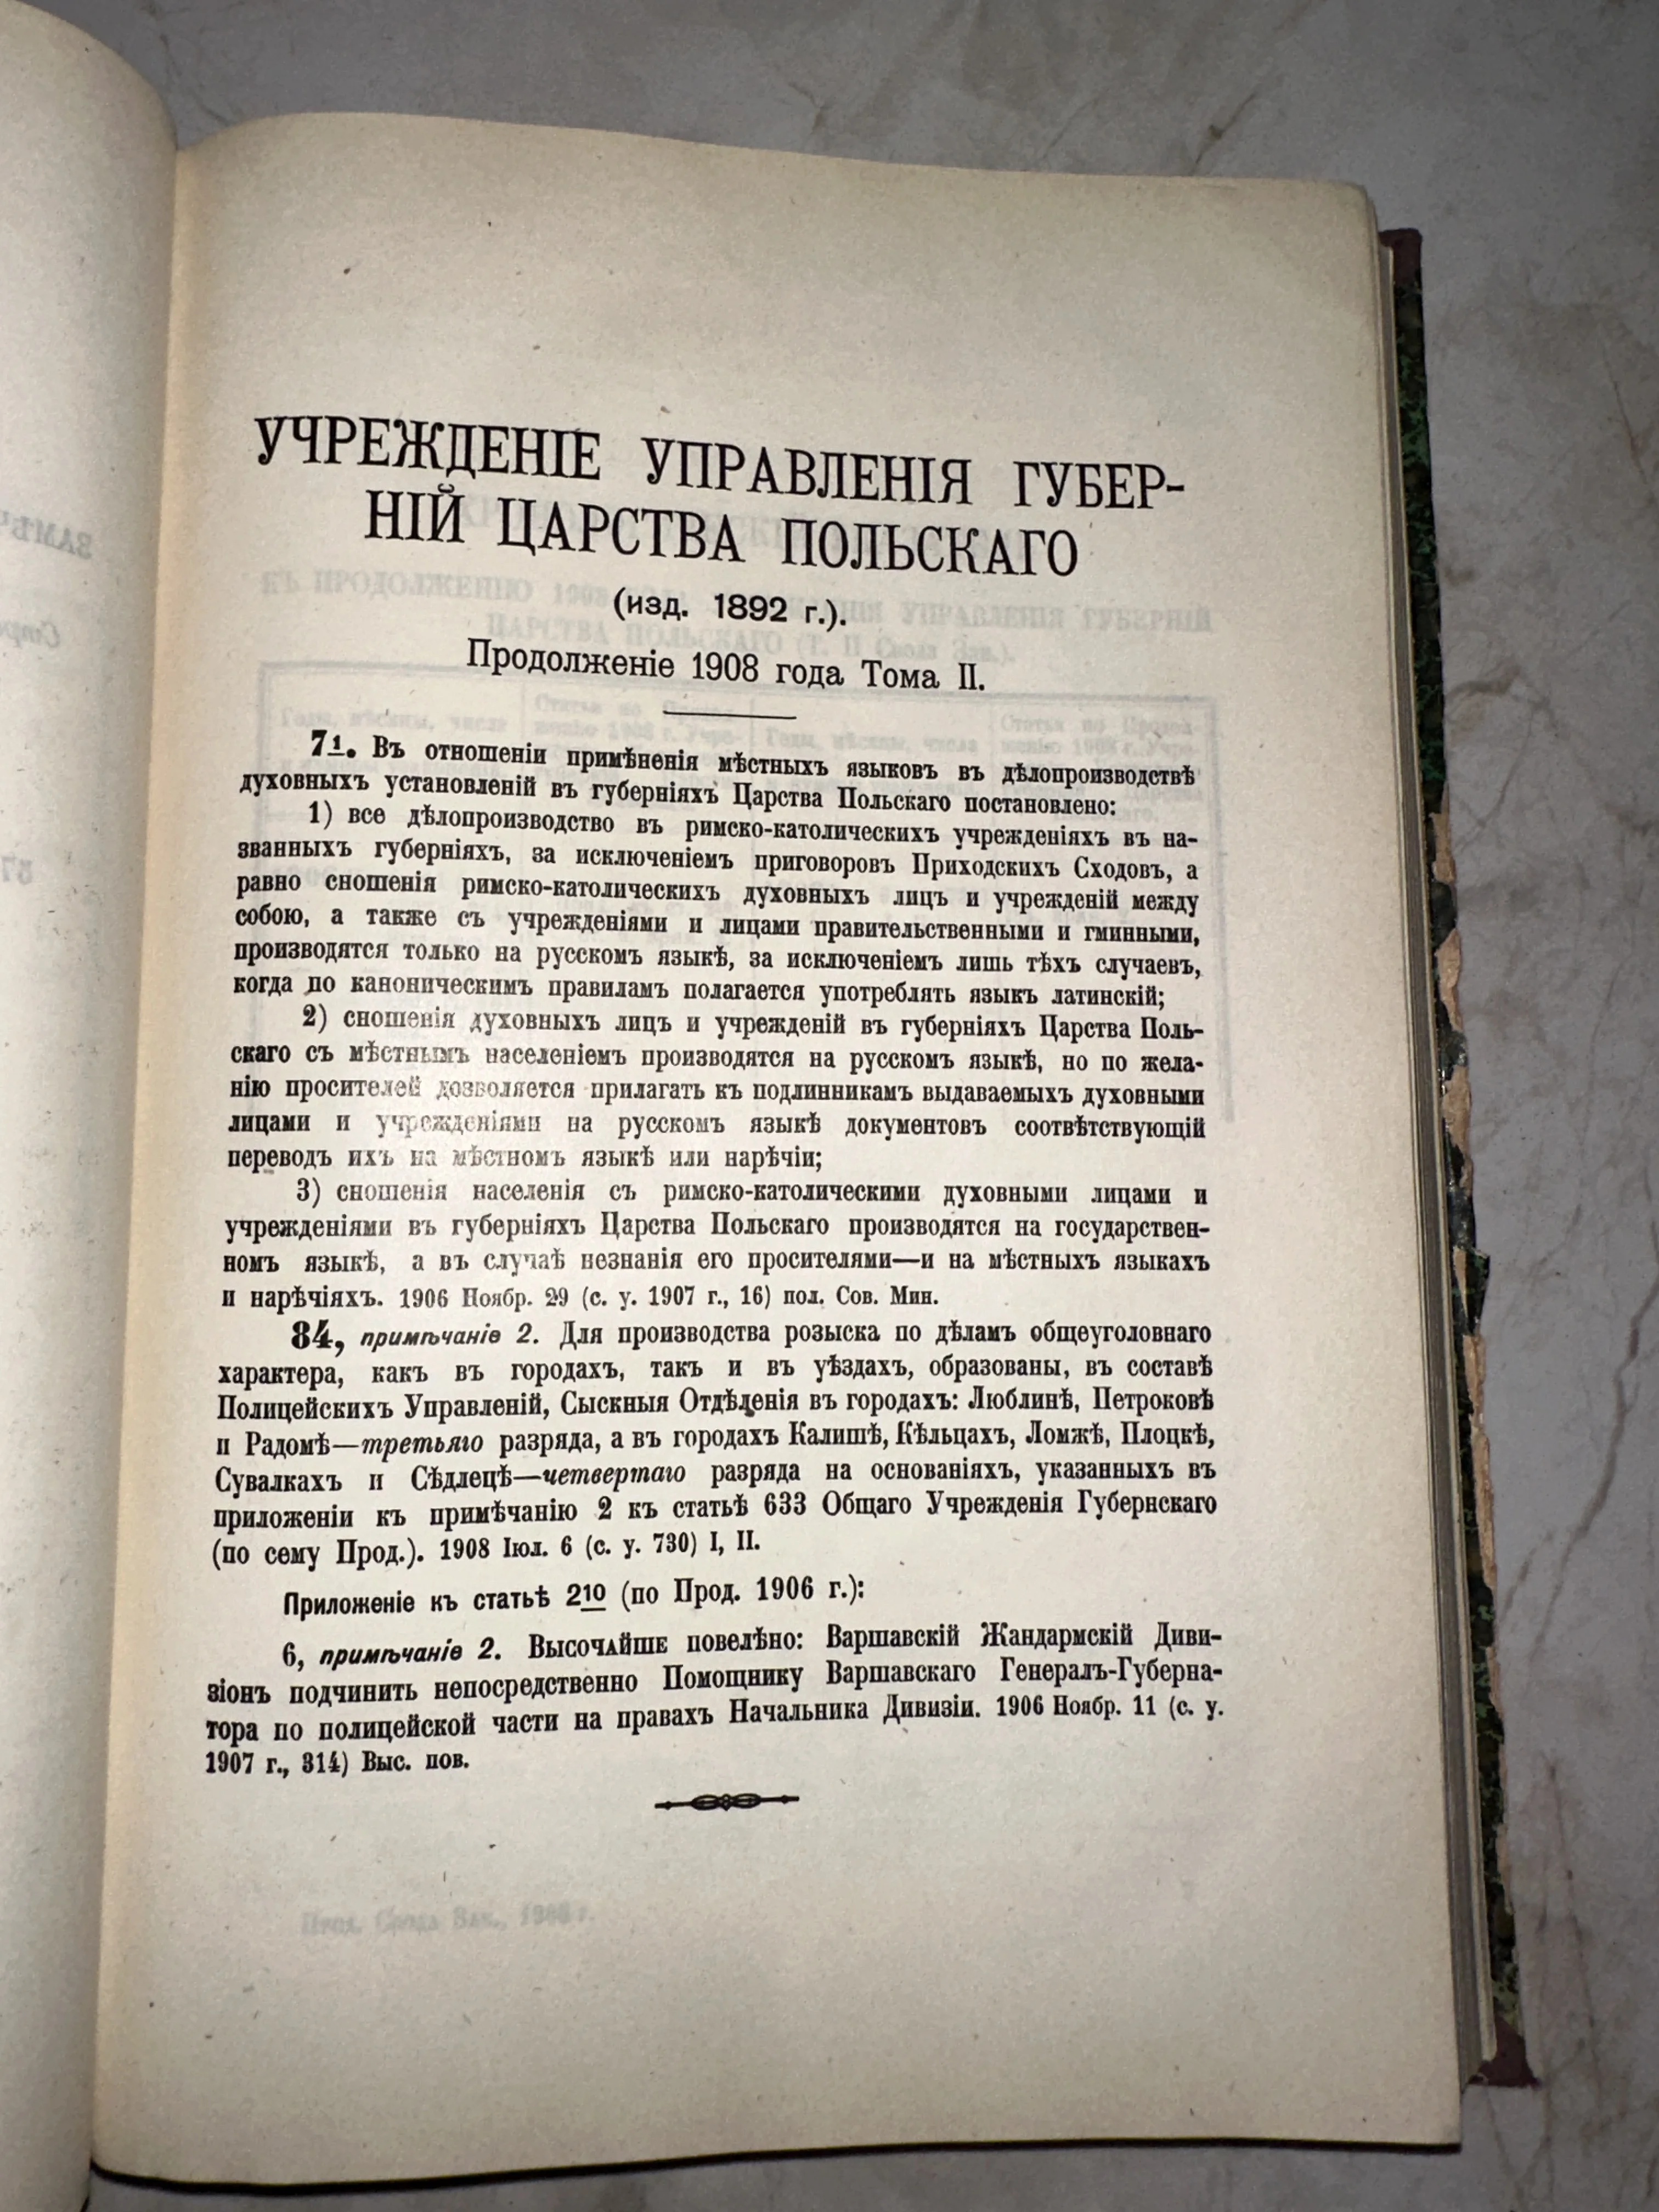 УЧРЕЖДЕНІЕ УПРАВЛЕНІЯ ГУБЕР-
НІЙ ЦАРСТВА ПОЛЬСКАГО
(изд. 1892 г.).
Продолженіе 1908 года Тома II.
7¹. Въ отношеніи примѣненія мѣстныхъ языковъ въ дѣлопроизводствѣ
духовныхъ установленій въ губерніяхъ Царства Польскаго постановлено:
1) все дѣлопроизводство въ римско-католическихъ учрежденіяхъ въ на-
званныхъ губерніяхъ, за исключеніемъ приговоровъ Приходскихъ Сходовъ, а
равно сношенія римско-католическихъ духовныхъ лицъ и учрежденій между
собою, а также съ учрежденіями и лицами правительственными и гминными,
производятся только на русскомъ языкѣ, за исключеніемъ лишь тѣхъ случаевъ,
когда по каноническимъ правиламъ полагается употреблять языкъ латинскій;
2) сношенія духовныхъ лицъ и учрежденій въ губерніяхъ Царства Поль-
скаго съ мѣстнымъ населеніемъ производятся на русскомъ языкѣ, но по жела-
нію просителей дозволяется прилагать къ подлинникамъ выдаваемыхъ духовными
лицами и учрежденіями на русскомъ языкѣ документовъ соотвѣтствующій
переводъ ихъ на мѣстномъ языкѣ или нарѣчіи;
3) сношенія населенія съ римско-католическими духовными лицами и
учрежденіями въ губерніяхъ Царства Польскаго производятся на государствен-
номъ языкѣ, а въ случаѣ незнанія его просителями—и на мѣстныхъ языкахъ
и нарѣчіяхъ. 1906 Ноябр. 29 (с. у. 1907 г., 16) пол. Сов. Мин.
84, примѣчаніе 2. Для производства розыска по дѣламъ общеуголовнаго
характера, какъ въ городахъ, такъ и въ уѣздахъ, образованы, въ составѣ
Полицейскихъ Управленій, Сыскныя Отдѣленія въ городахъ: Люблинѣ, Петроковѣ
и Радомѣ—третьяго разряда, а въ городахъ Калишѣ, Кѣльцахъ, Ломжѣ, Плоцкѣ,
Сувалкахъ и Сѣдлецѣ—четвертаго разряда на основаніяхъ, указанныхъ въ
приложеніи къ примѣчанію 2 къ статьѣ 633 Общаго Учрежденія Губернскаго
(по сему Прод.). 1908 Іюл. 6 (с. у. 730) I, II.
Приложеніе къ статьѣ 2¹⁰ (по Прод. 1906 г.):
6, примѣчаніе 2. Высочайше повелѣно: Варшавскій Жандармскій Диви-
зіонъ подчинить непосредственно Помощнику Варшавскаго Генералъ-Губерна-
тора по полицейской части на правахъ Начальника Дивизіи. 1906 Ноябр. 11 (с. у.
1907 г., 314) Выс. пов.